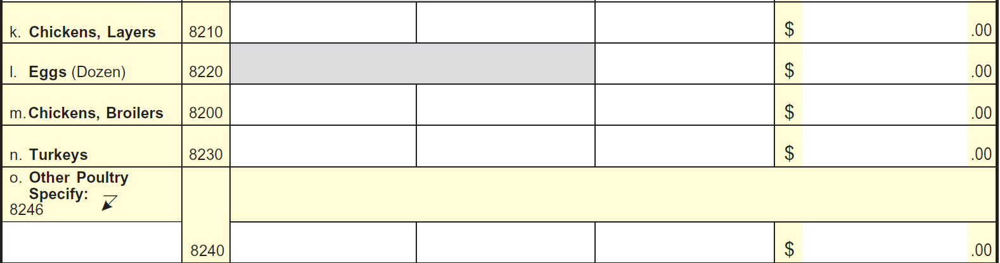 k. Chickens, Layers 8210 $ .00
l. Eggs (Dozen) 8220 $ .00
m. Chickens, Broilers 8200 $ .00
n. Turkeys 8230 $ .00
o. Other Poultry
Specify:
8246
8240 $ .00